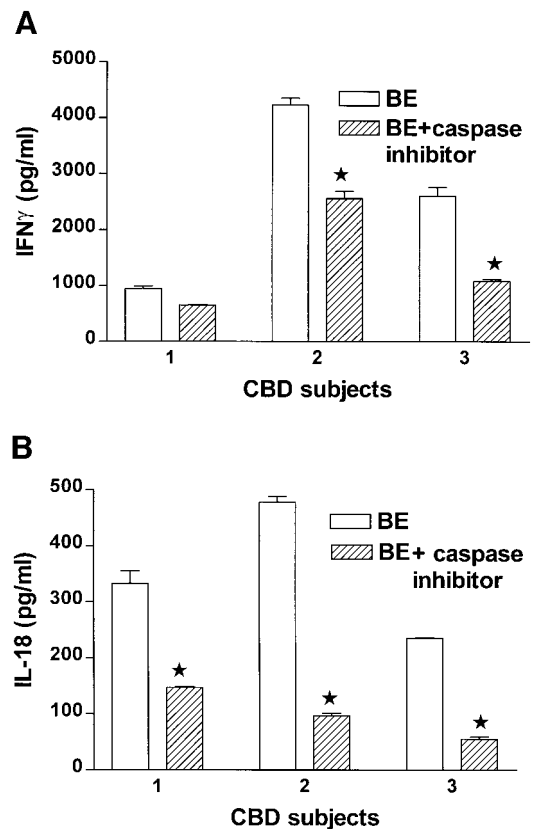 A
5000
4000
3000
2000
1000
0
IFNγ (pg/ml)
BE
BE+caspase
inhibitor
★
★
1 2 3
CBD subjects
B
500
400
300
200
100
0
IL-18 (pg/ml)
BE
BE+ caspase
inhibitor
★
★
★
1 2 3
CBD subjects